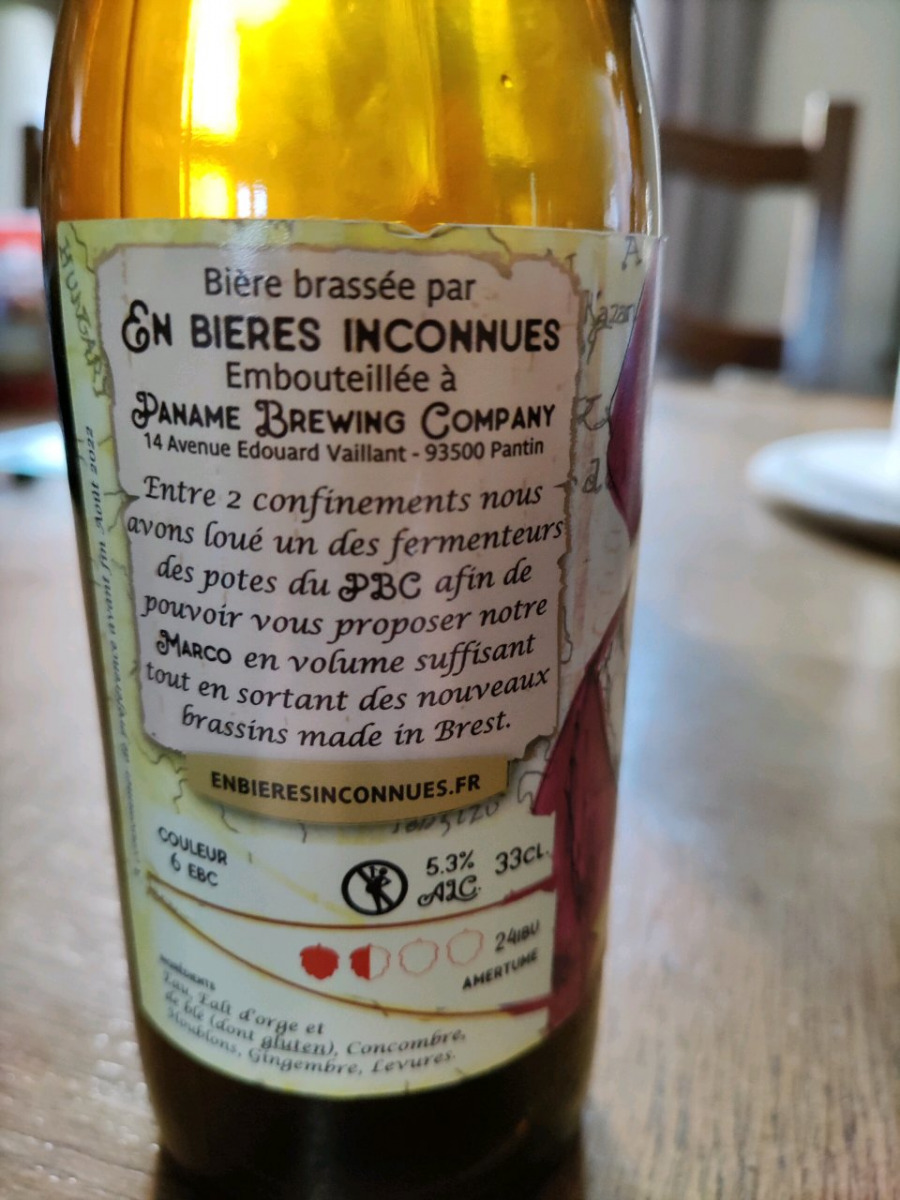 Bière brassée par
EN BIERES INCONNUES
Embouteillée à
PANAME BREWING COMPANY
14 Avenue Edouard Vaillant - 93500 Pantin
Entre 2 confinements nous
avons loué un des fermenteurs
des potes du PBC afin de
pouvoir vous proposer notre
MARCO en volume suffisant
tout en sortant des nouveaux
brassins made in Brest.
ENBIERESINCONNUES.FR
COULEUR
6 EBC
5.3%
ALC.
33CL
24IBU
AMERTUME
INGRÉDIENTS
Eau, Malt d'orge et
de blé (dont gluten), Concombre,
Houblons, Gingembre, Levures.
août 2022